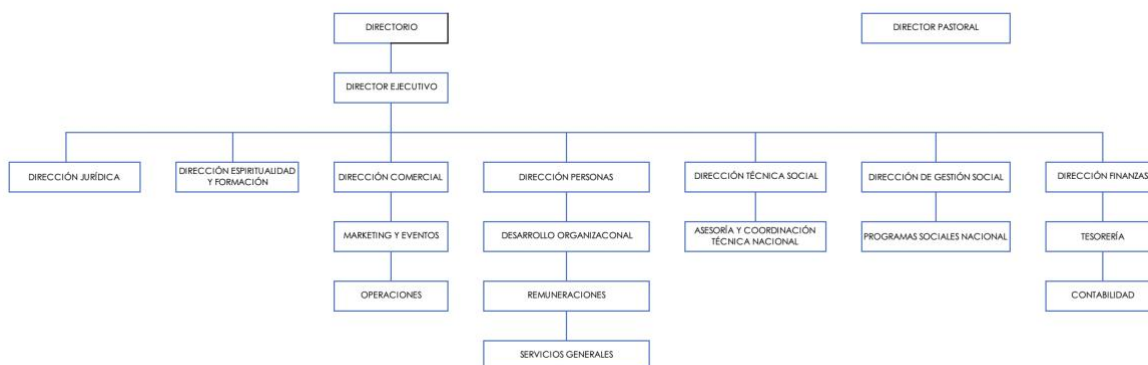 DIRECTORIO
DIRECTOR PASTORAL
DIRECTOR EJECUTIVO
DIRECCIÓN JURÍDICA
DIRECCIÓN ESPIRITUALIDAD
Y FORMACIÓN
DIRECCIÓN COMERCIAL
DIRECCIÓN PERSONAS
DIRECCIÓN TÉCNICA SOCIAL
DIRECCIÓN DE GESTIÓN SOCIAL
DIRECCIÓN FINANZAS
MARKETING Y EVENTOS
DESARROLLO ORGANIZACONAL
ASESORÍA Y COORDINACIÓN
TÉCNICA NACIONAL
PROGRAMAS SOCIALES NACIONAL
TESORERÍA
OPERACIONES
REMUNERACIONES
CONTABILIDAD
SERVICIOS GENERALES